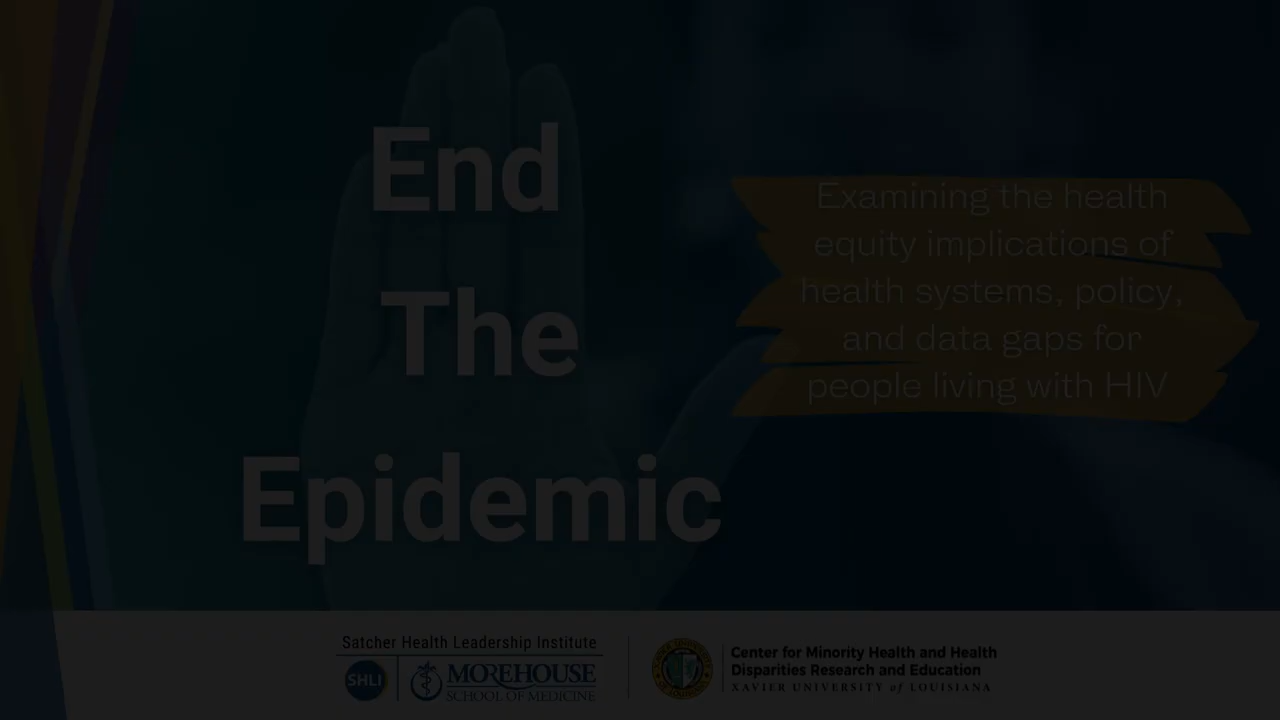 End
The
Epidemic
Examining the health
equity implications of
health systems, policy,
and data gaps for
people living with HIV
Satcher Health Leadership Institute
SHLI
MOREHOUSE
SCHOOL OF MEDICINE
Center for Minority Health and Health
Disparities Research and Education
XAVIER UNIVERSITY of LOUISIANA